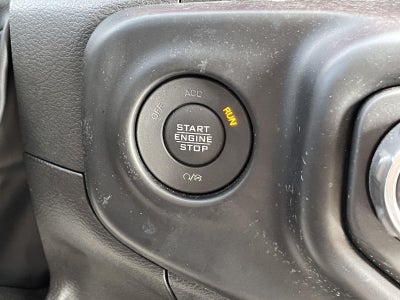 OFF ACC RUN
START
ENGINE
STOP